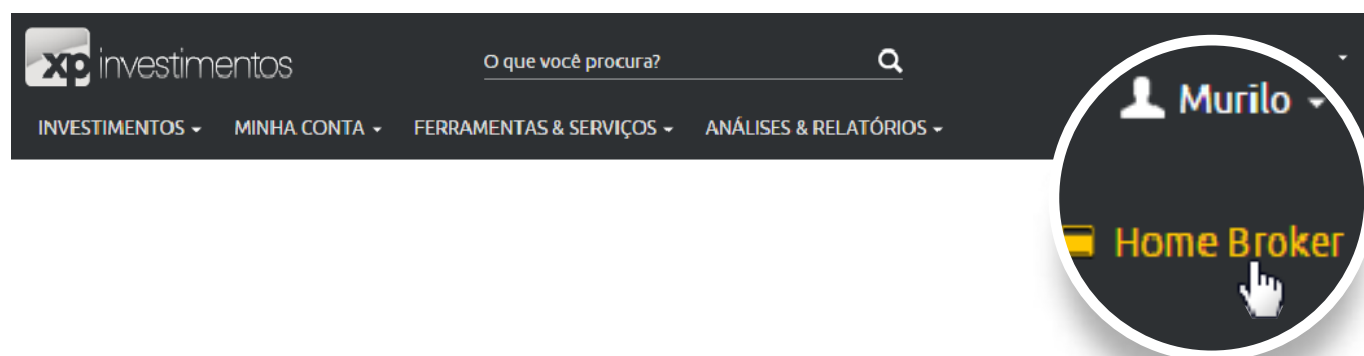 xp investimentos
O que você procura?
Murilo
INVESTIMENTOS MINHA CONTA FERRAMENTAS & SERVIÇOS ANÁLISES & RELATÓRIOS
Home Broker